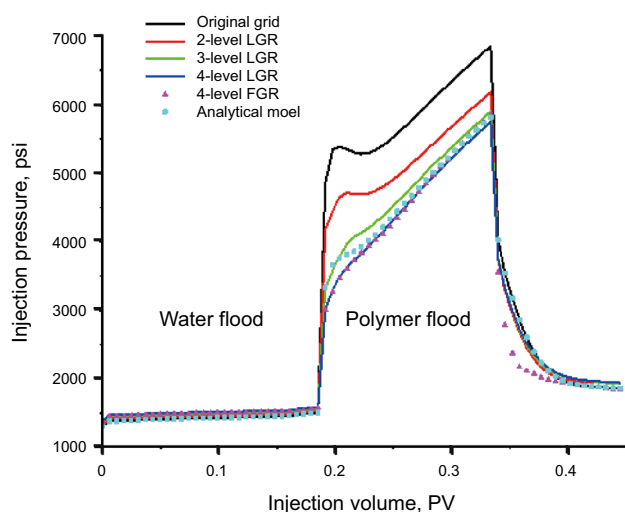 Original grid
2-level LGR
3-level LGR
4-level LGR
4-level FGR
Analytical moel
7000
6000
5000
4000
3000
2000
1000
Injection pressure, psi
Water flood
Polymer flood
0
0.1
0.2
0.3
0.4
Injection volume, PV